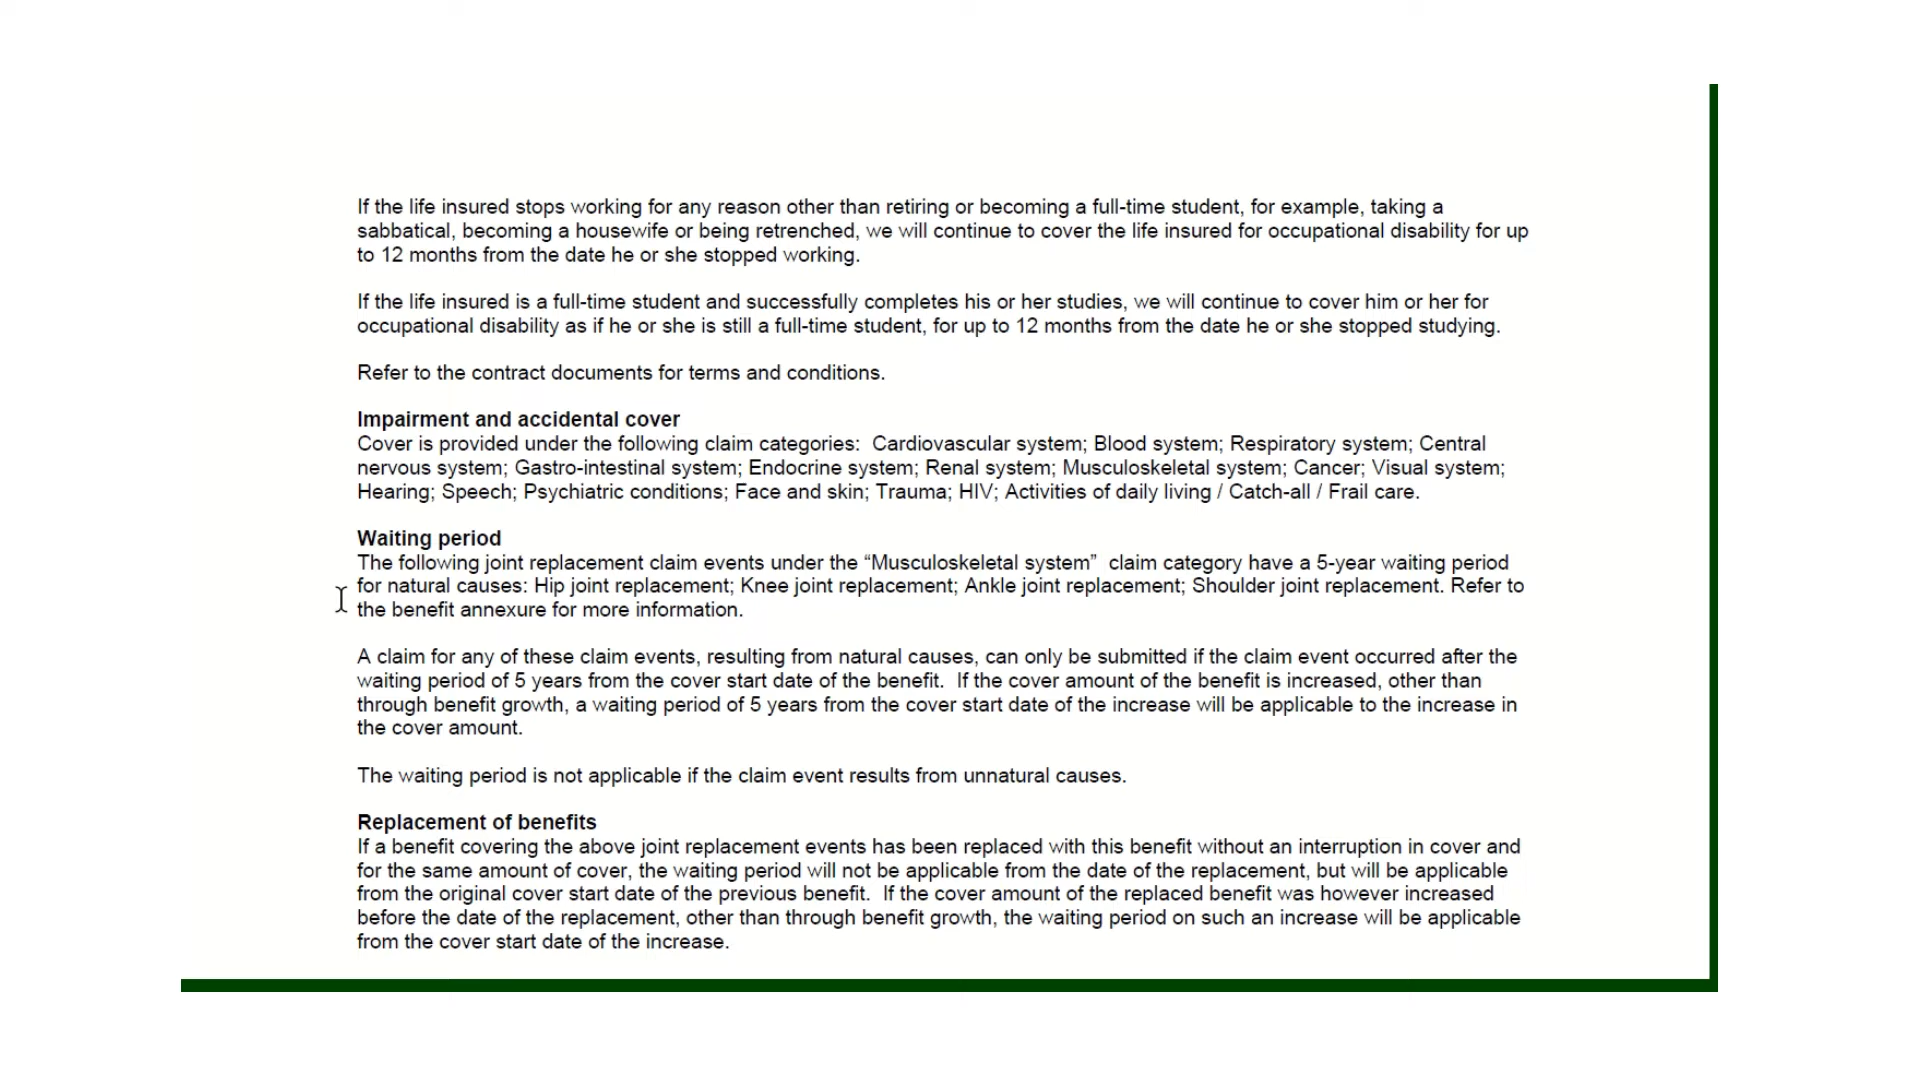 If the life insured stops working for any reason other than retiring or becoming a full-time student, for example, taking a
sabbatical, becoming a housewife or being retrenched, we will continue to cover the life insured for occupational disability for up
to 12 months from the date he or she stopped working.
If the life insured is a full-time student and successfully completes his or her studies, we will continue to cover him or her for
occupational disability as if he or she is still a full-time student, for up to 12 months from the date he or she stopped studying.
Refer to the contract documents for terms and conditions.
Impairment and accidental cover
Cover is provided under the following claim categories:  Cardiovascular system; Blood system; Respiratory system; Central
nervous system; Gastro-intestinal system; Endocrine system; Renal system; Musculoskeletal system; Cancer; Visual system;
Hearing; Speech; Psychiatric conditions; Face and skin; Trauma; HIV; Activities of daily living / Catch-all / Frail care.
Waiting period
The following joint replacement claim events under the “Musculoskeletal system”  claim category have a 5-year waiting period
for natural causes: Hip joint replacement; Knee joint replacement; Ankle joint replacement; Shoulder joint replacement. Refer to
the benefit annexure for more information.
A claim for any of these claim events, resulting from natural causes, can only be submitted if the claim event occurred after the
waiting period of 5 years from the cover start date of the benefit.  If the cover amount of the benefit is increased, other than
through benefit growth, a waiting period of 5 years from the cover start date of the increase will be applicable to the increase in
the cover amount.
The waiting period is not applicable if the claim event results from unnatural causes.
Replacement of benefits
If a benefit covering the above joint replacement events has been replaced with this benefit without an interruption in cover and
for the same amount of cover, the waiting period will not be applicable from the date of the replacement, but will be applicable
from the original cover start date of the previous benefit.  If the cover amount of the replaced benefit was however increased
before the date of the replacement, other than through benefit growth, the waiting period on such an increase will be applicable
from the cover start date of the increase.